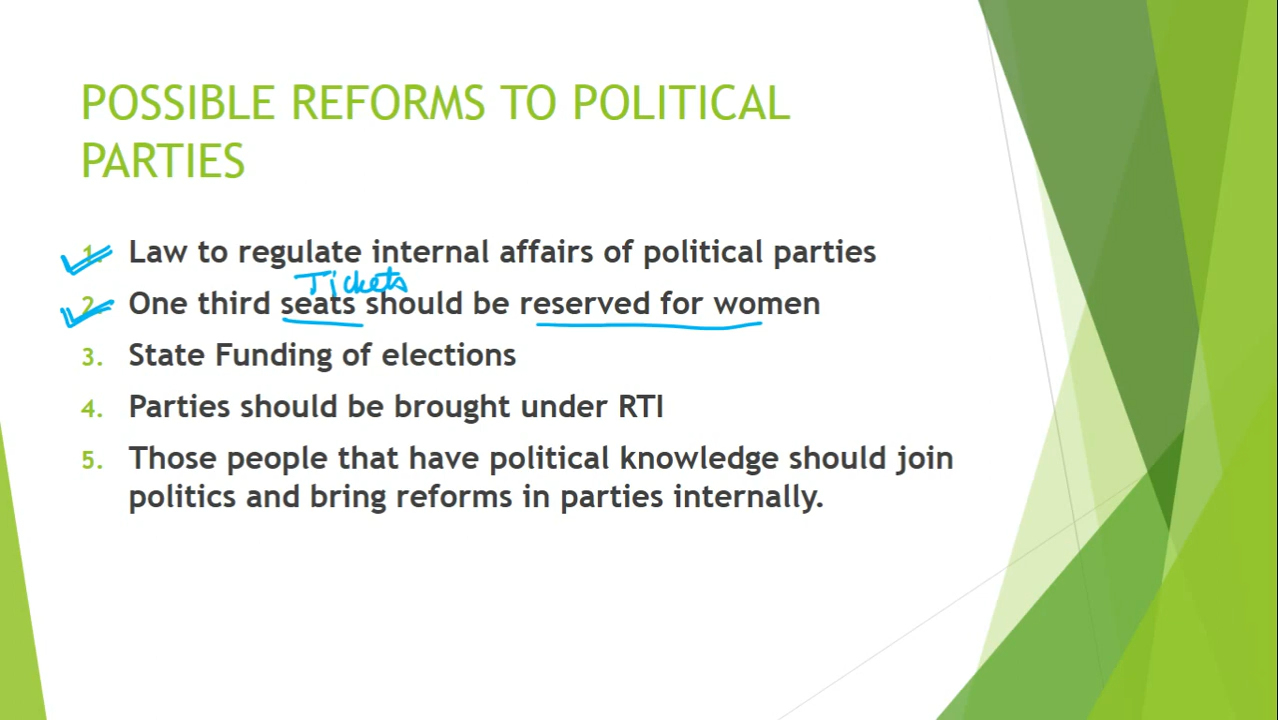 POSSIBLE REFORMS TO POLITICAL
PARTIES
1. Law to regulate internal affairs of political parties
Tickets
2. One third seats should be reserved for women
3. State Funding of elections
4. Parties should be brought under RTI
5. Those people that have political knowledge should join
politics and bring reforms in parties internally.